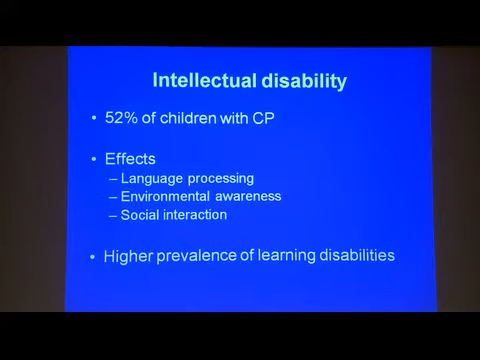 Intellectual disability
• 52% of children with CP
• Effects
– Language processing
– Environmental awareness
– Social interaction
• Higher prevalence of learning disabilities